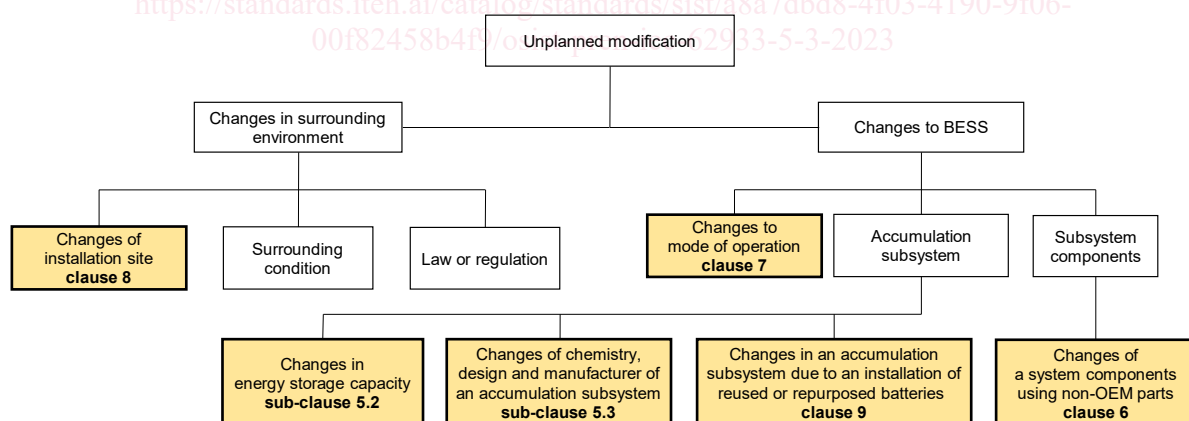 https://standards.iteh.ai/catalog/standards/sist/a8a7dbd8-4f03-4190-9f06-
00f82458b4f9/ 62933-5-3-2023
Unplanned modification
Changes in surrounding
environment
Changes to BESS
Changes of
installation site
clause 8
Surrounding
condition
Law or regulation
Changes to
mode of operation
clause 7
Accumulation
subsystem
Subsystem
components
Changes in
energy storage capacity
sub-clause 5.2
Changes of chemistry,
design and manufacturer of
an accumulation subsystem
sub-clause 5.3
Changes in an accumulation
subsystem due to an installation of
reused or repurposed batteries
clause 9
Changes of
a system components
using non-OEM parts
clause 6